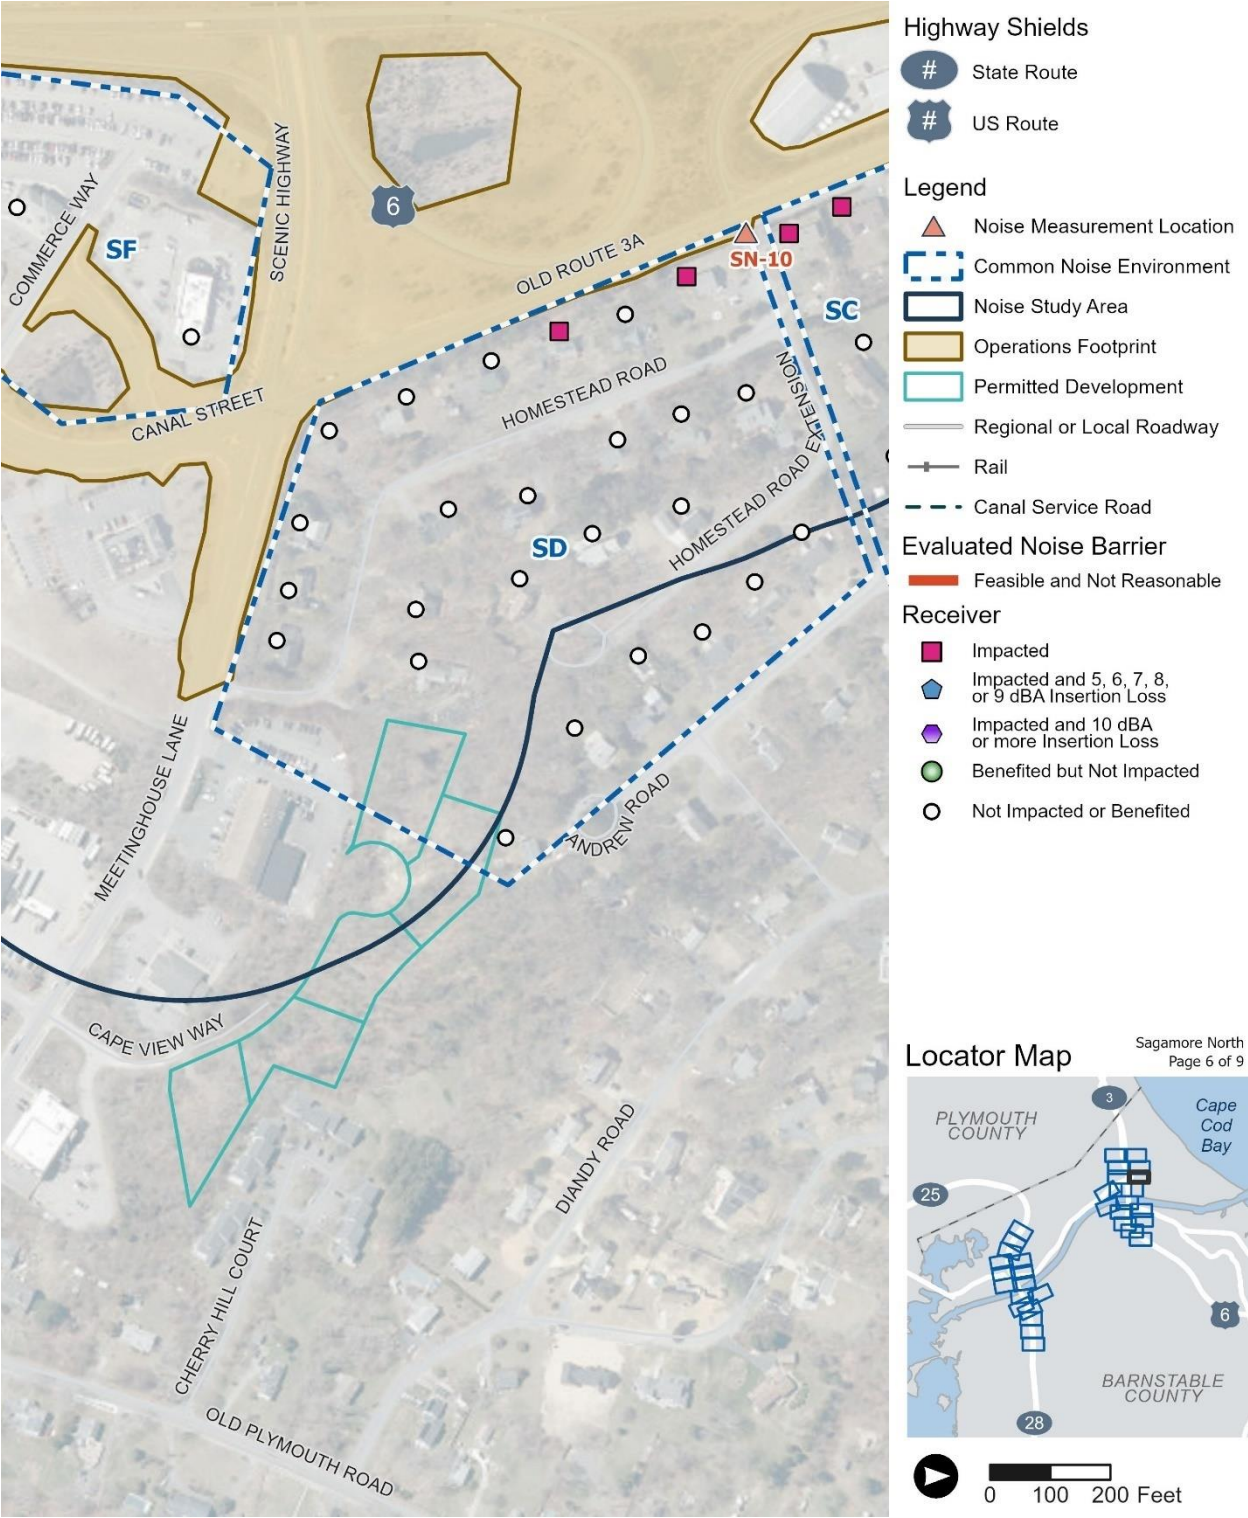 COMMERCE WAY
SF
SCENIC HIGHWAY
6
OLD ROUTE 3A
SN-10
SC
CANAL STREET
HOMESTEAD ROAD
HOMESTEAD ROAD EXTENSION
SD
MEETINGHOUSE LANE
ANDREW ROAD
CAPE VIEW WAY
DIANDY ROAD
CHERRY HILL COURT
OLD PLYMOUTH ROAD
Highway Shields
# State Route
# US Route
Legend
Noise Measurement Location
Common Noise Environment
Noise Study Area
Operations Footprint
Permitted Development
Regional or Local Roadway
Rail
Canal Service Road
Evaluated Noise Barrier
Feasible and Not Reasonable
Receiver
Impacted
Impacted and 5, 6, 7, 8,
or 9 dBA Insertion Loss
Impacted and 10 dBA
or more Insertion Loss
Benefited but Not Impacted
Not Impacted or Benefited
Locator Map
Sagamore North
Page 6 of 9
3
PLYMOUTH
COUNTY
Cape
Cod
Bay
25
6
BARNSTABLE
COUNTY
28
0 100 200 Feet